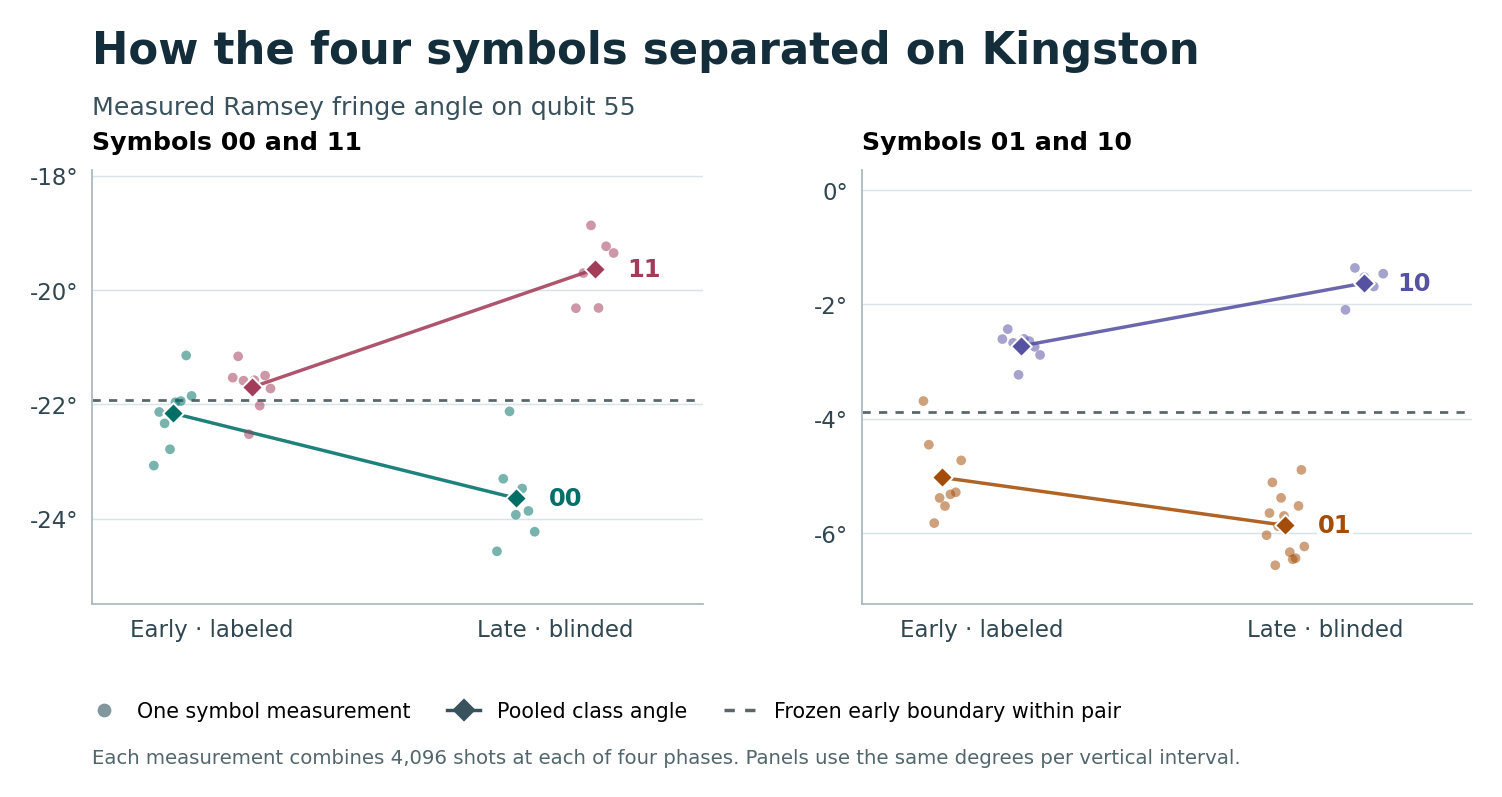 How the four symbols separated on Kingston
Measured Ramsey fringe angle on qubit 55
Symbols 00 and 11
-18°
-20°
-22°
-24°
11
00
Early · labeled
Late · blinded
Symbols 01 and 10
0°
-2°
-4°
-6°
10
01
Early · labeled
Late · blinded
One symbol measurement
Pooled class angle
Frozen early boundary within pair
Each measurement combines 4,096 shots at each of four phases. Panels use the same degrees per vertical interval.